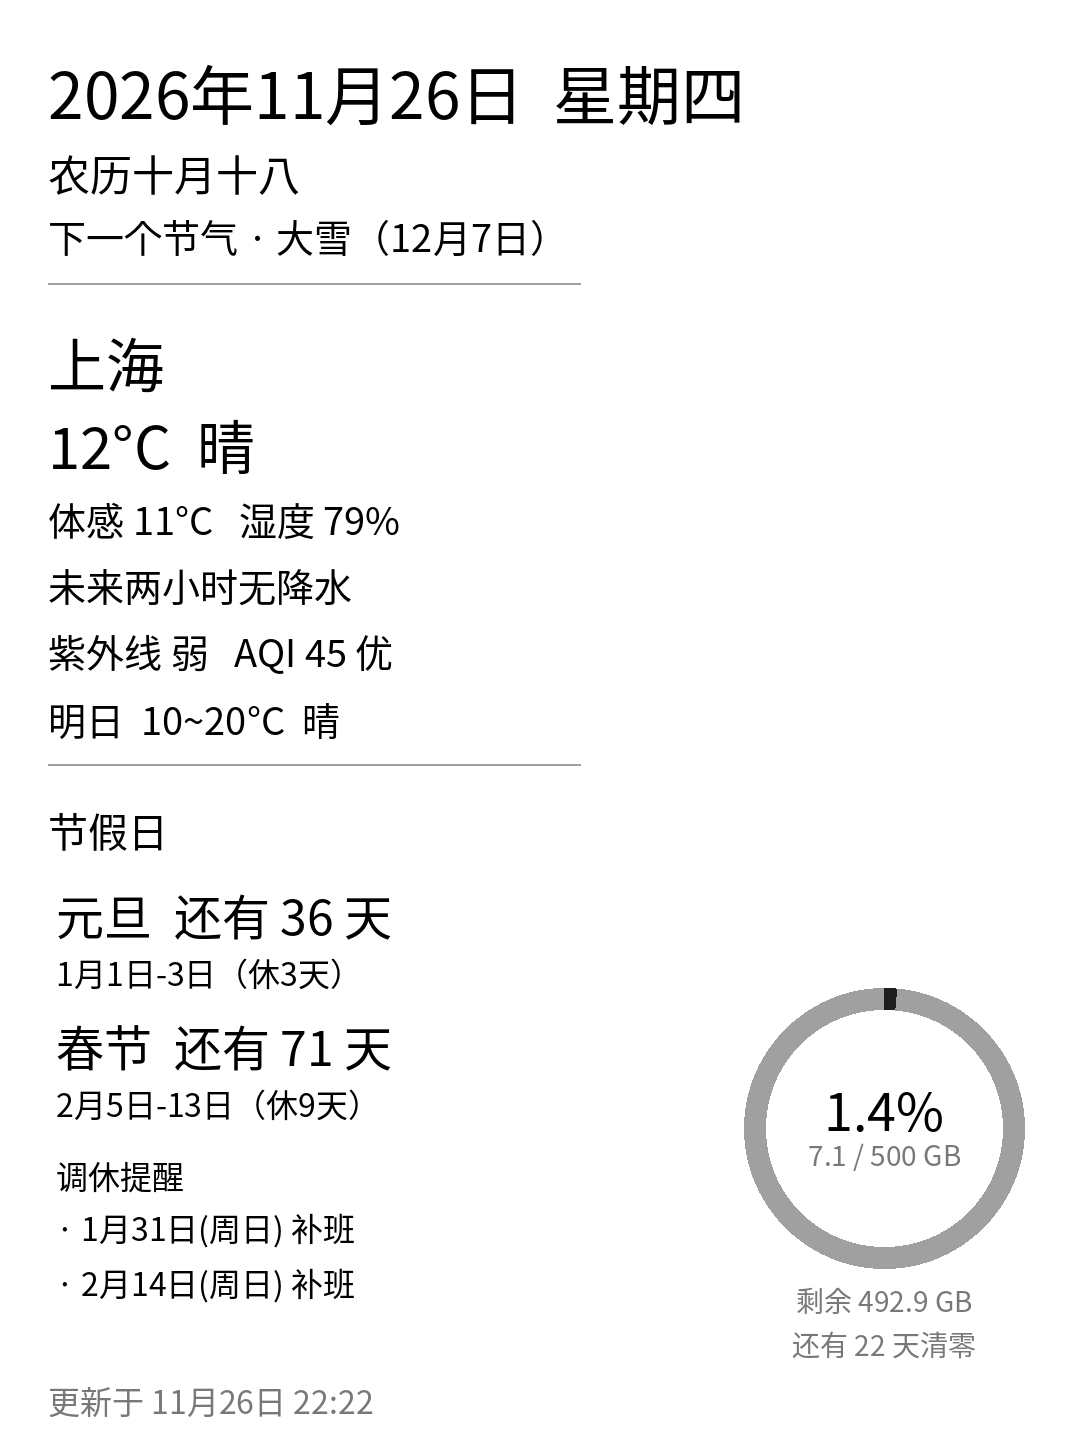 2026年11月26日 星期四
农历十月十八
下一个节气 · 大雪（12月7日）
上海
12°C 晴
体感 11°C 湿度 79%
未来两小时无降水
紫外线 弱 AQI 45 优
明日 10~20°C 晴
节假日
元旦 还有 36 天
1月1日-3日（休3天）
春节 还有 71 天
2月5日-13日（休9天）
调休提醒
· 1月31日(周日) 补班
· 2月14日(周日) 补班
1.4%
7.1 / 500 GB
剩余 492.9 GB
还有 22 天清零
更新于 11月26日 22:22